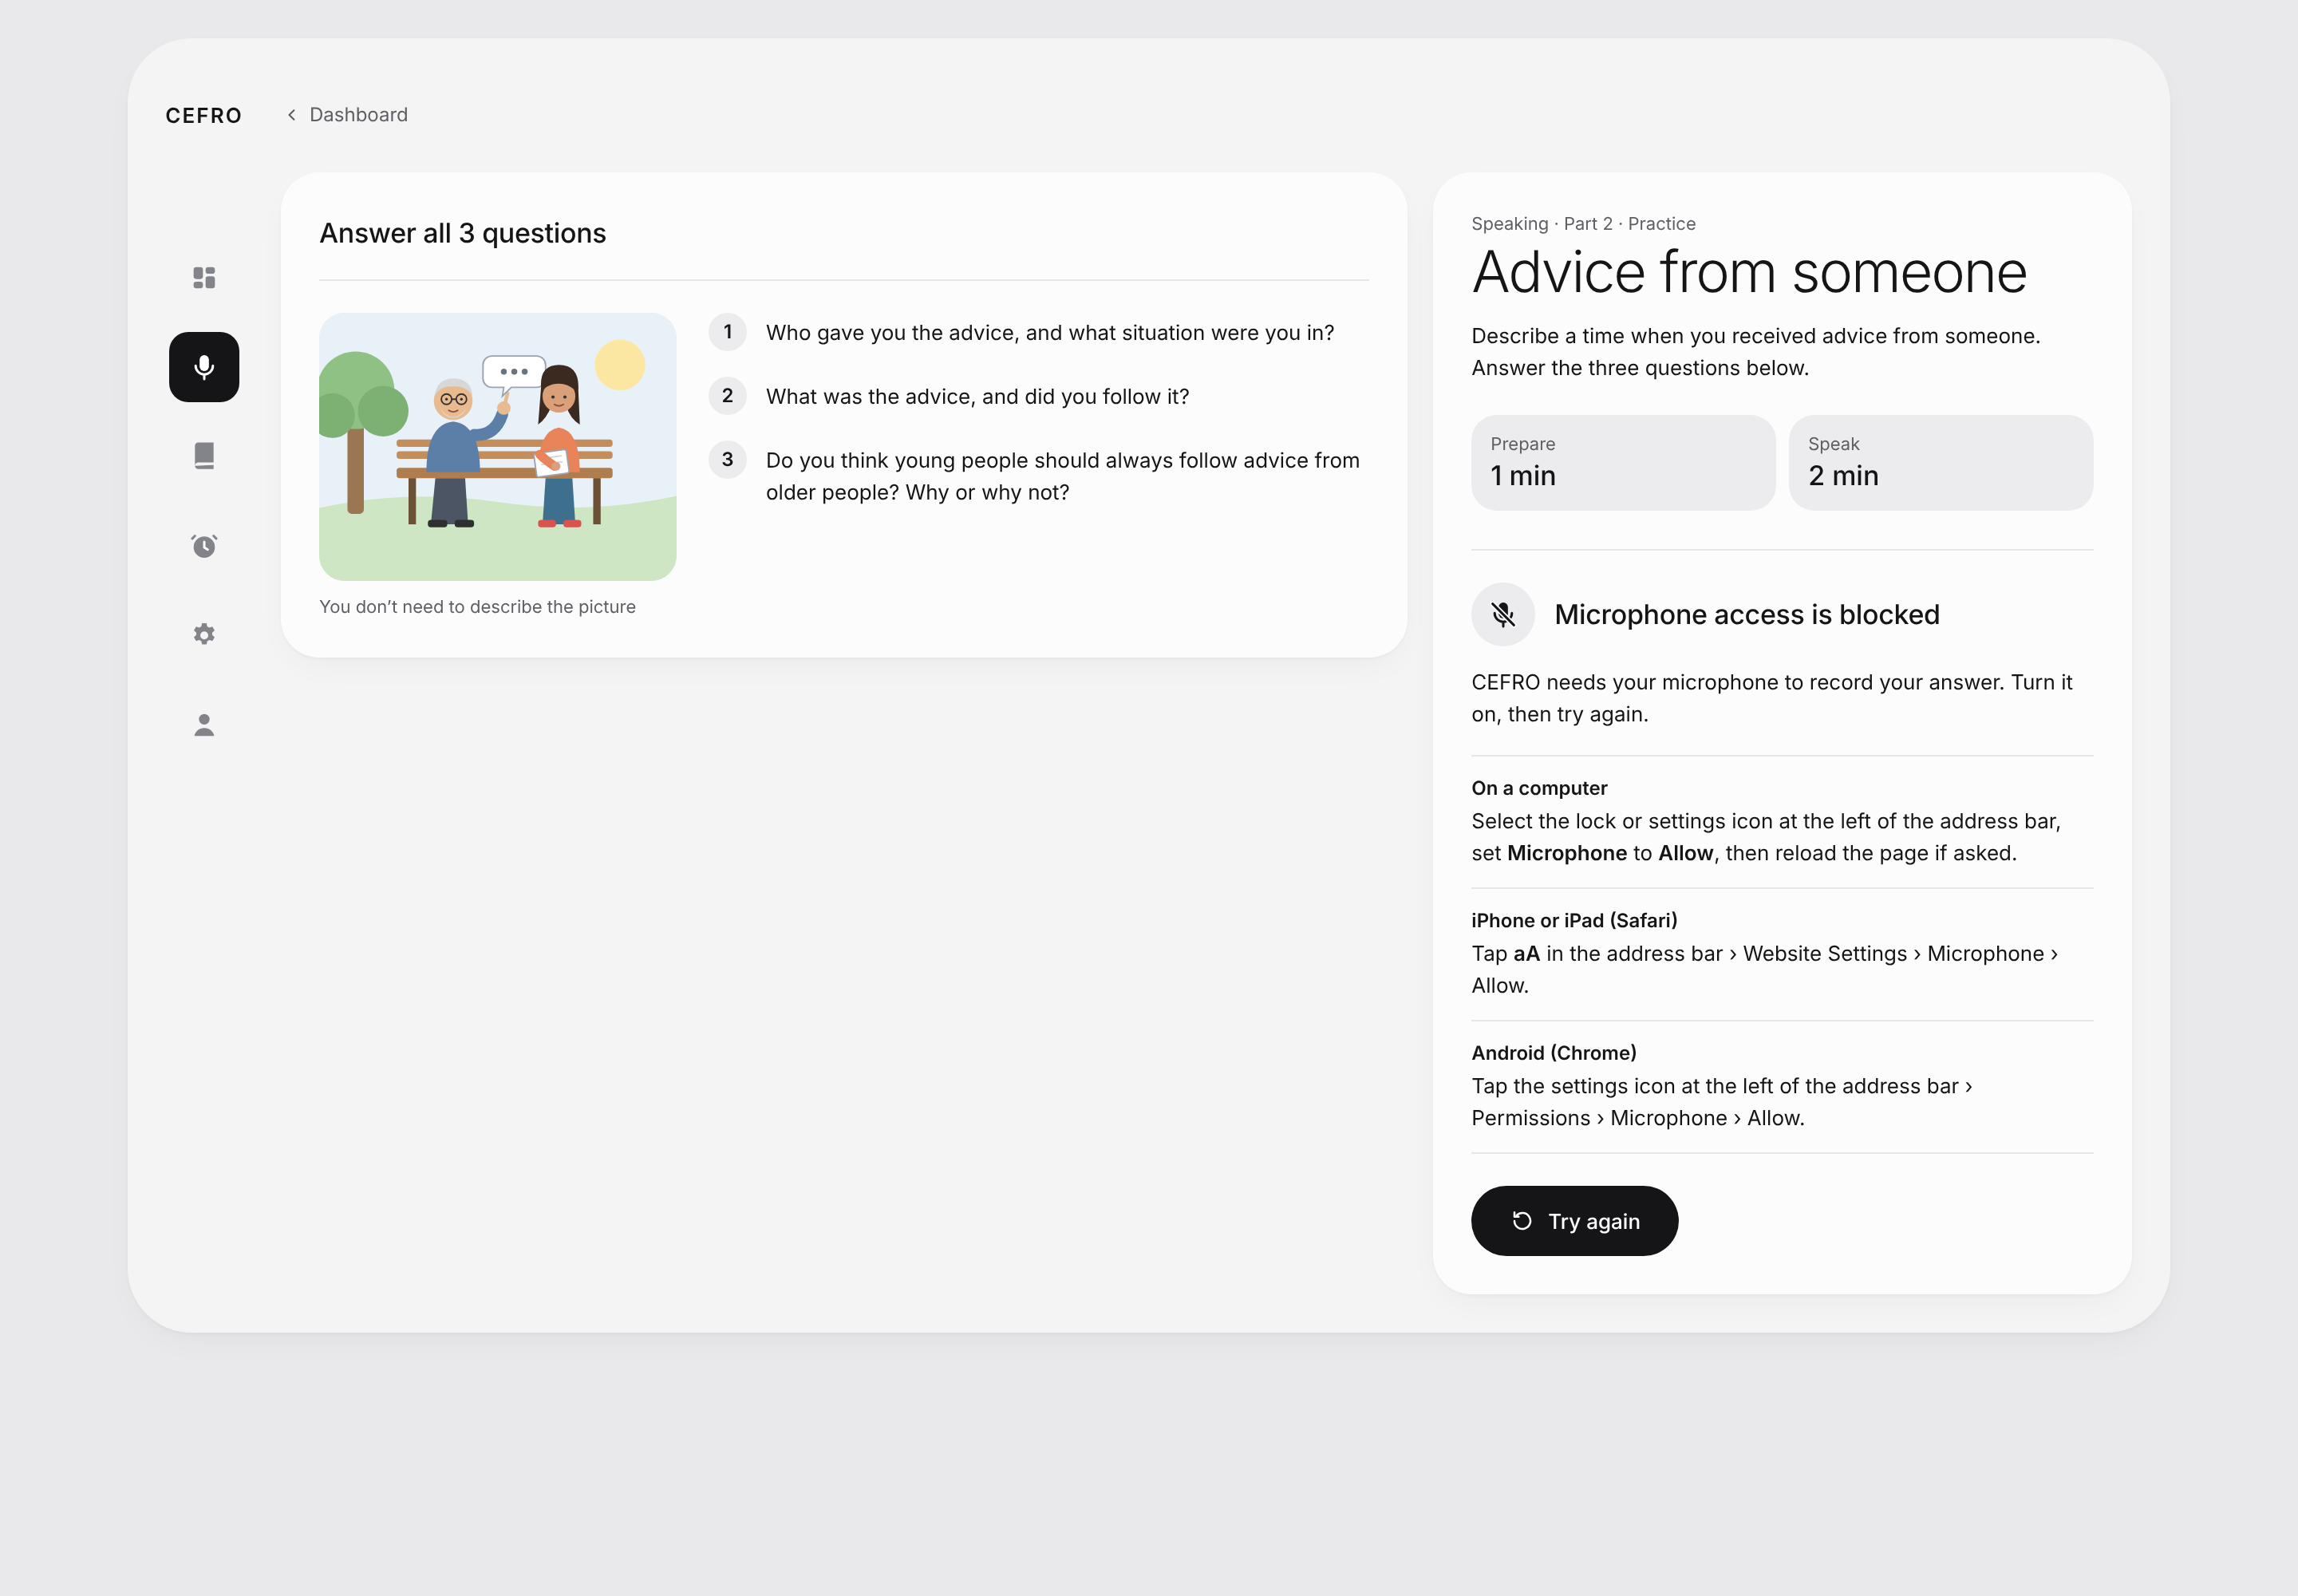 CEFRO
Dashboard
Answer all 3 questions
1 Who gave you the advice, and what situation were you in?
2 What was the advice, and did you follow it?
3 Do you think young people should always follow advice from
older people? Why or why not?
You don’t need to describe the picture
Speaking · Part 2 · Practice
Advice from someone
Describe a time when you received advice from someone.
Answer the three questions below.
Prepare
1 min
Speak
2 min
Microphone access is blocked
CEFRO needs your microphone to record your answer. Turn it
on, then try again.
On a computer
Select the lock or settings icon at the left of the address bar,
set Microphone to Allow, then reload the page if asked.
iPhone or iPad (Safari)
Tap aA in the address bar › Website Settings › Microphone ›
Allow.
Android (Chrome)
Tap the settings icon at the left of the address bar ›
Permissions › Microphone › Allow.
Try again